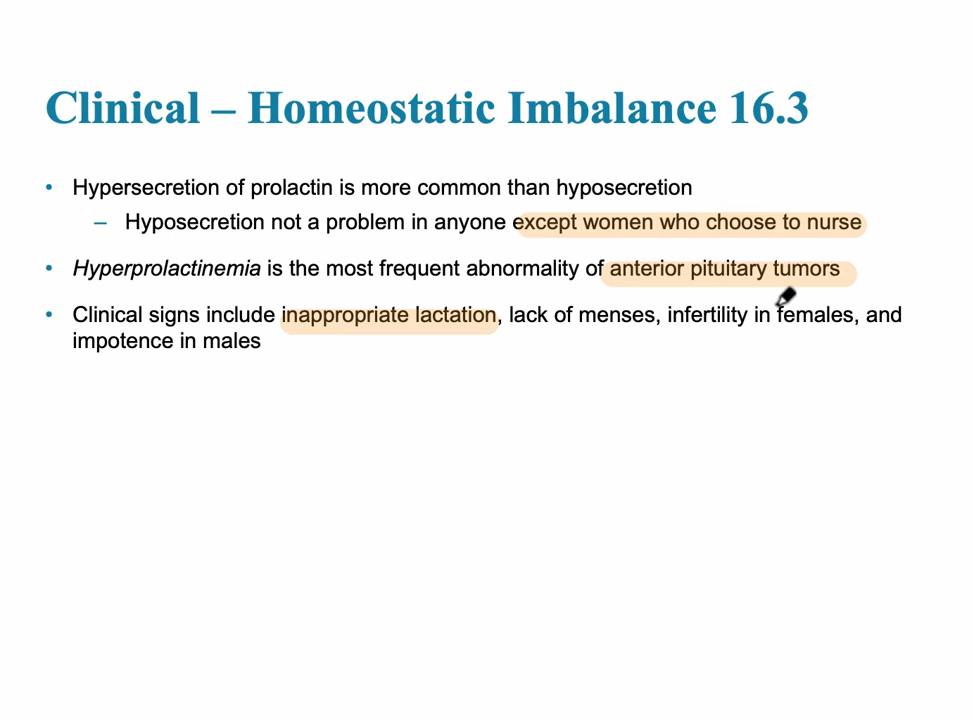 Clinical – Homeostatic Imbalance 16.3
• Hypersecretion of prolactin is more common than hyposecretion
– Hyposecretion not a problem in anyone except women who choose to nurse
• Hyperprolactinemia is the most frequent abnormality of anterior pituitary tumors
• Clinical signs include inappropriate lactation, lack of menses, infertility in females, and
impotence in males